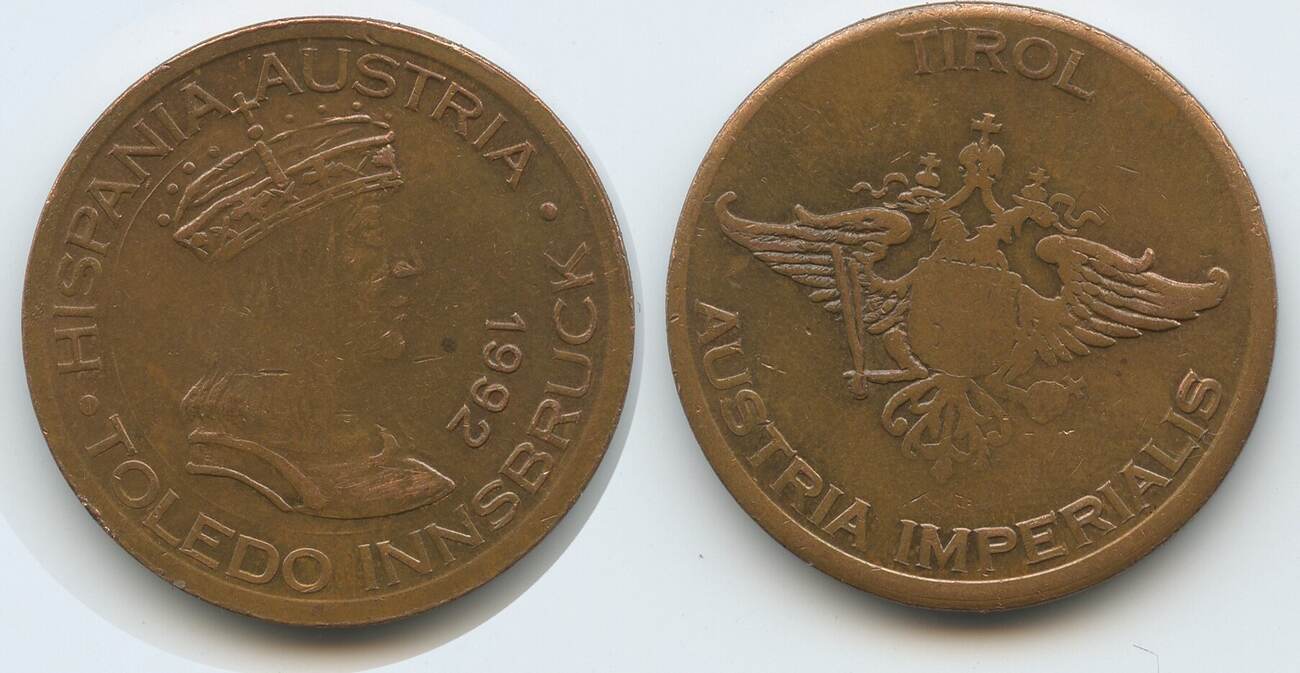 HISPANIA AUSTRIA
· TOLEDO INNSBRUCK ·
1992
TIROL
AUSTRIA IMPERIALIS